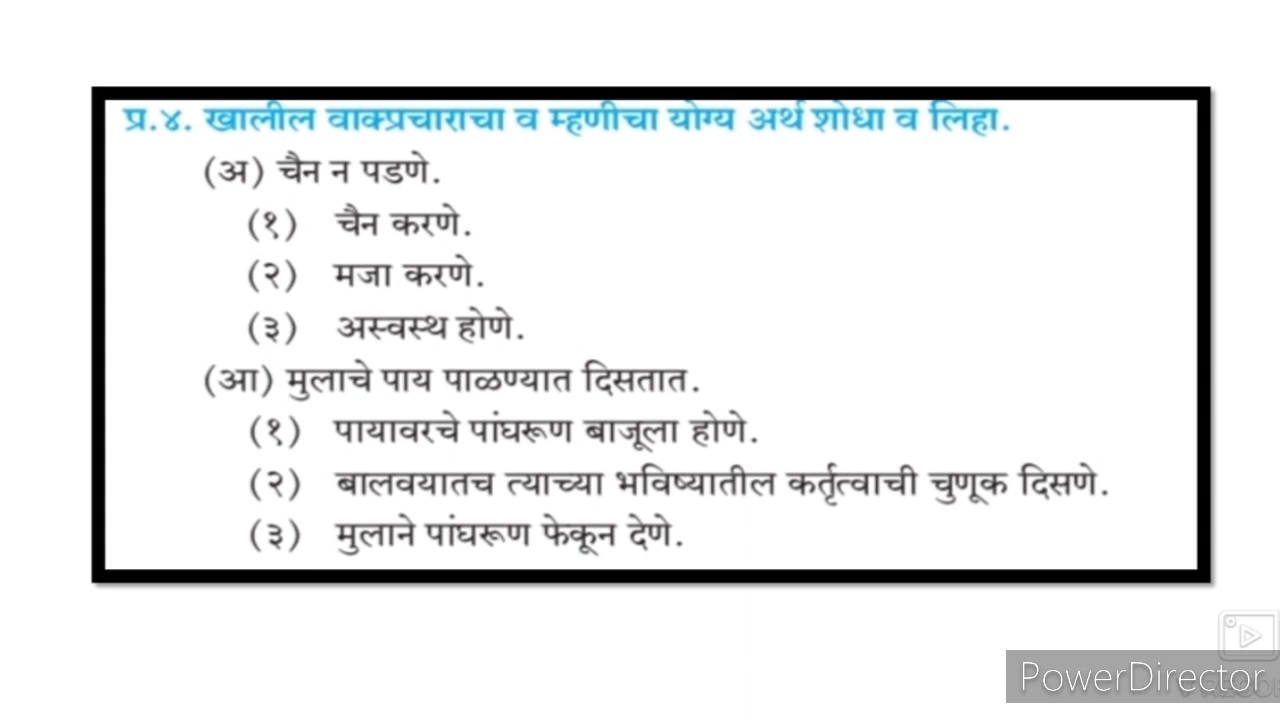 प्र.४. खालील वाक्प्रचाराचा व म्हणीचा योग्य अर्थ शोधा व लिहा.
(अ) चैन न पडणे.
(१) चैन करणे.
(२) मजा करणे.
(३) अस्वस्थ होणे.
(आ) मुलाचे पाय पाळण्यात दिसतात.
(१) पायावरचे पांघरूण बाजूला होणे.
(२) बालवयातच त्याच्या भविष्यातील कर्तृत्वाची चुणूक दिसणे.
(३) मुलाने पांघरूण फेकून देणे.
PowerDirector